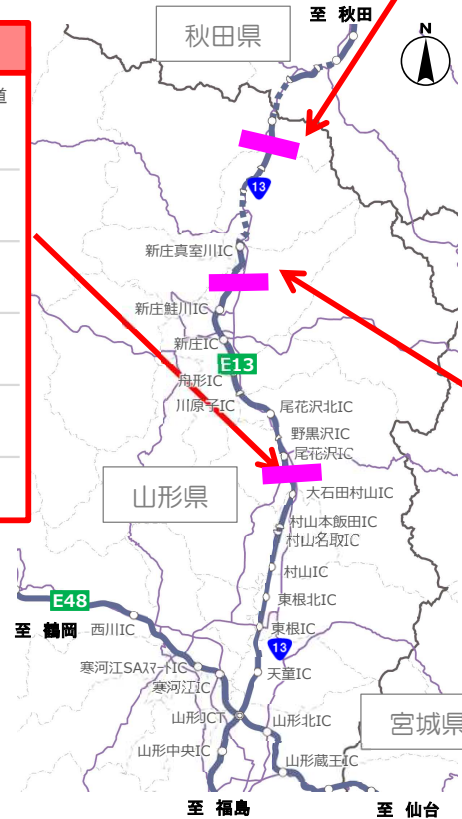 至 秋田
秋田県
N
道
13
新庄真室川IC
新庄鮭川IC
新庄IC
E13
舟形IC
川原子IC
尾花沢北IC
野黒沢IC
尾花沢IC
山形県
大石田村山IC
村山本飯田IC
村山名取IC
村山IC
E48
東根北IC
至 鶴岡
西川IC
東根IC
13
寒河江SAスマートIC
天童IC
寒河江IC
山形JCT
山形北IC
宮城県
山形中央IC
山形蔵王IC
至 福島
至 仙台